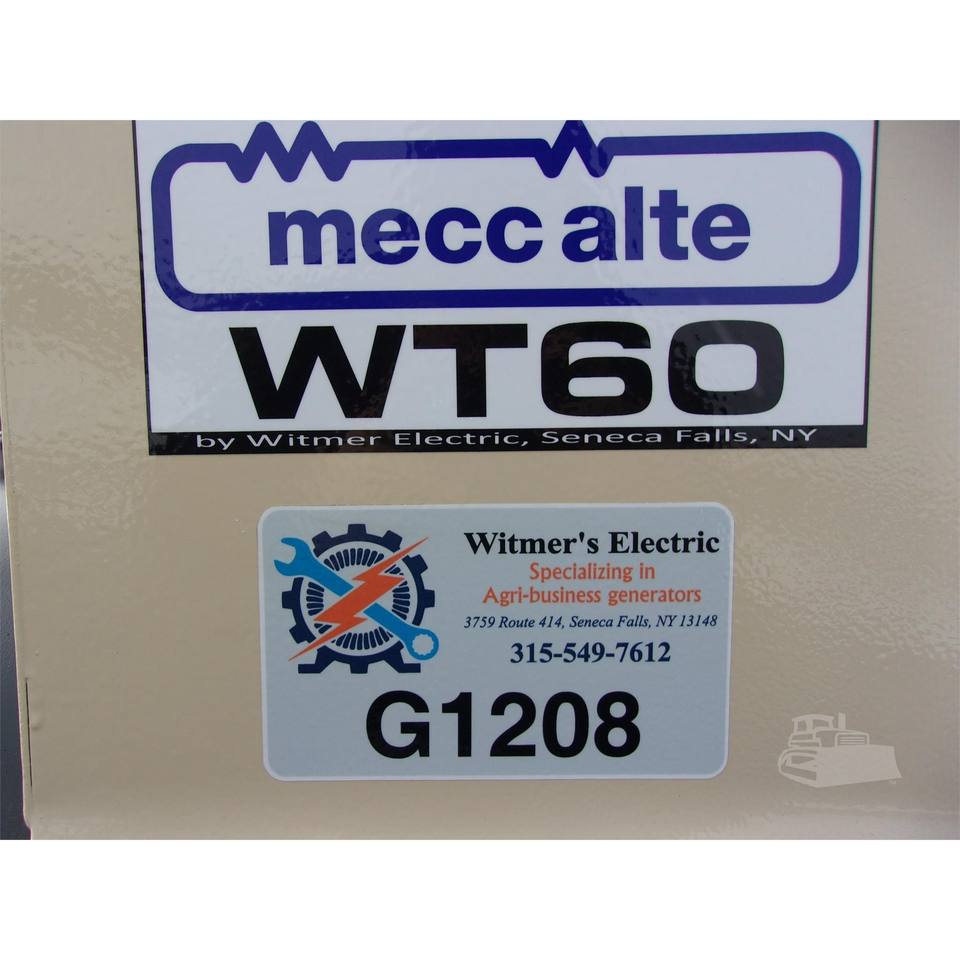 mecc alte
WT60
by Witmer Electric, Seneca Falls, NY
Witmer's Electric
Specializing in
Agri-business generators
3759 Route 414, Seneca Falls, NY 13148
315-549-7612
G1208